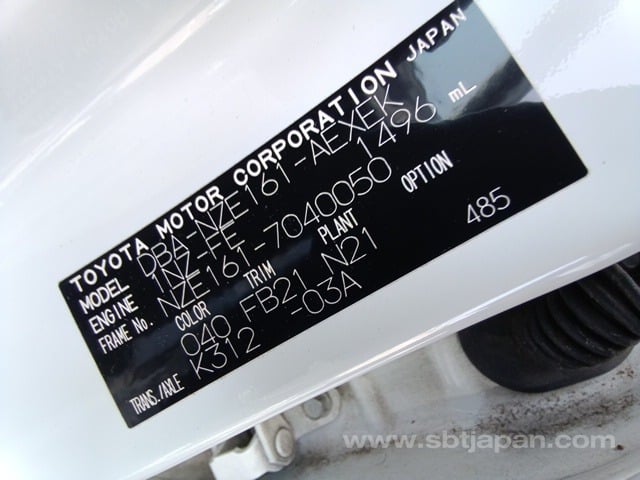 TOYOTA MOTOR CORPORATION JAPAN
MODEL DBA-NZE161-AEXEK
ENGINE 1NZ-FE 1496 mL
FRAME No. NZE161-7040050
COLOR TRIM PLANT OPTION
040 FB21 N21 485
TRANS./AXLE K312 -03A
www.sbtjapan.com